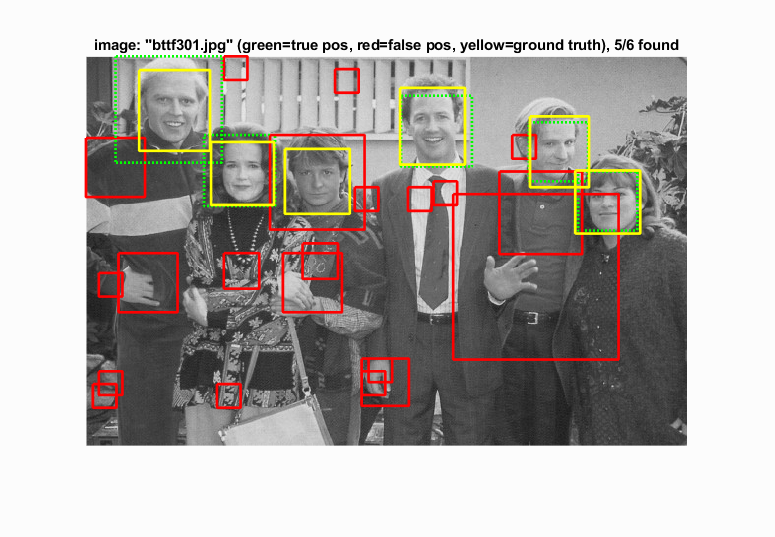 image: "bttf301.jpg" (green=true pos, red=false pos, yellow=ground truth), 5/6 found